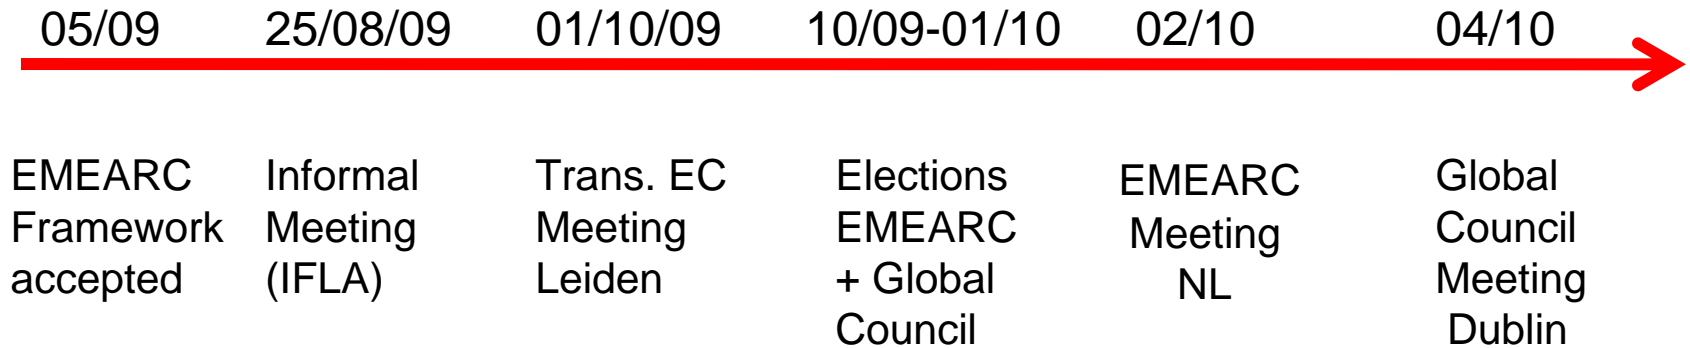 05/09 25/08/09 01/10/09 10/09-01/10 02/10 04/10
EMEARC
Framework
accepted
Informal
Meeting
(IFLA)
Trans. EC
Meeting
Leiden
Elections
EMEARC
+ Global
Council
EMEARC
Meeting
NL
Global
Council
Meeting
Dublin